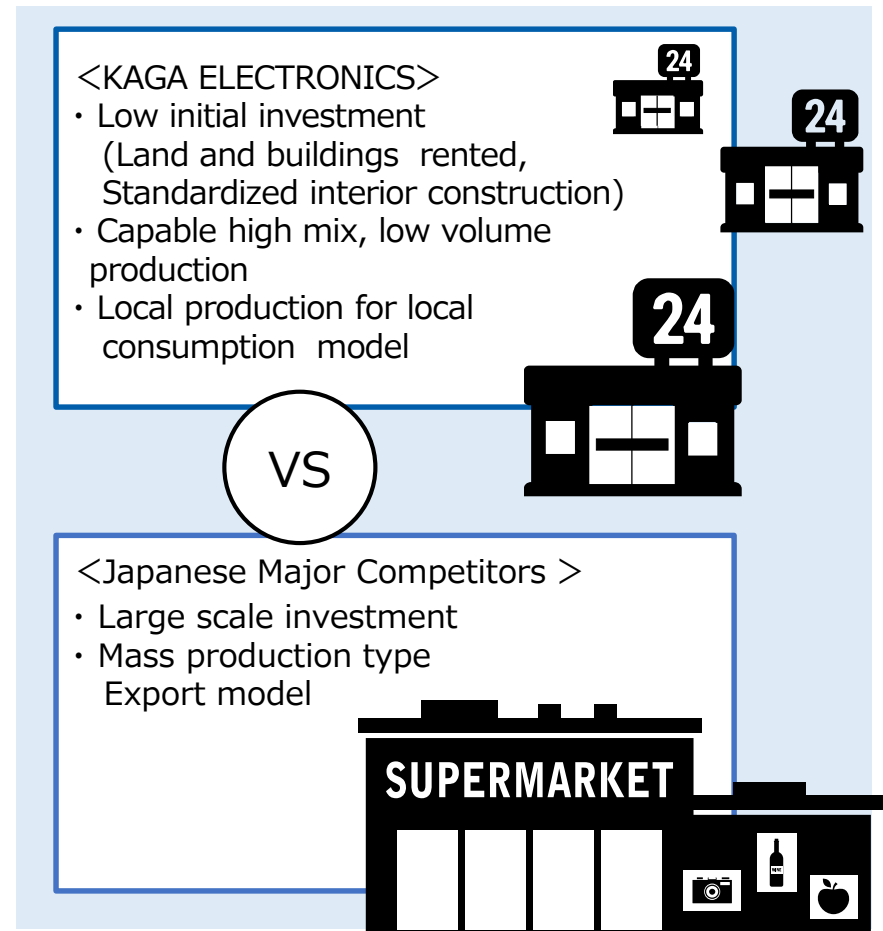 <KAGA ELECTRONICS>
24
24
・Low initial investment
(Land and buildings rented,
Standardized interior construction)
・Capable high mix, low volume
production
・Local production for local
consumption model
24
VS
<Japanese Major Competitors >
・Large scale investment
・Mass production type
Export model
SUPERMARKET